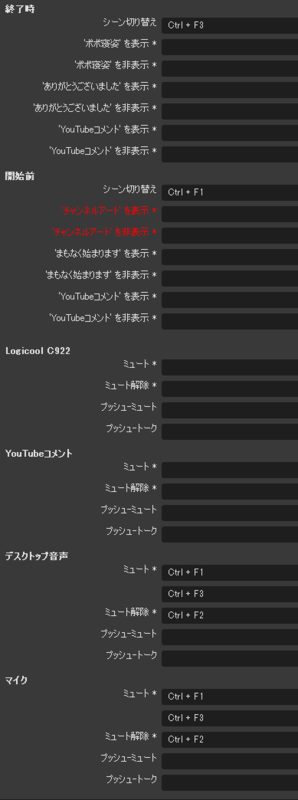 終了時
シーン切り替え Ctrl + F3
'ポポ寝姿' を表示 *
'ポポ寝姿' を非表示 *
'ありがとうございました' を表示 *
'ありがとうございました' を非表示 *
'YouTubeコメント' を表示 *
'YouTubeコメント' を非表示 *
開始前
シーン切り替え Ctrl + F1
'チャンネルアード' を表示 *
'チャンネルアード' を非表示 *
'まもなく始まります' を表示 *
'まもなく始まります' を非表示 *
'YouTubeコメント' を表示 *
'YouTubeコメント' を非表示 *
Logicool C922
ミュート *
ミュート解除 *
プッシュ-ミュート
プッシュ-トーク
YouTubeコメント
ミュート *
ミュート解除 *
プッシュ-ミュート
プッシュ-トーク
デスクトップ音声
ミュート * Ctrl + F1
Ctrl + F3
ミュート解除 * Ctrl + F2
プッシュ-ミュート
プッシュ-トーク
マイク
ミュート * Ctrl + F1
Ctrl + F3
ミュート解除 * Ctrl + F2
プッシュ-ミュート
プッシュ-トーク